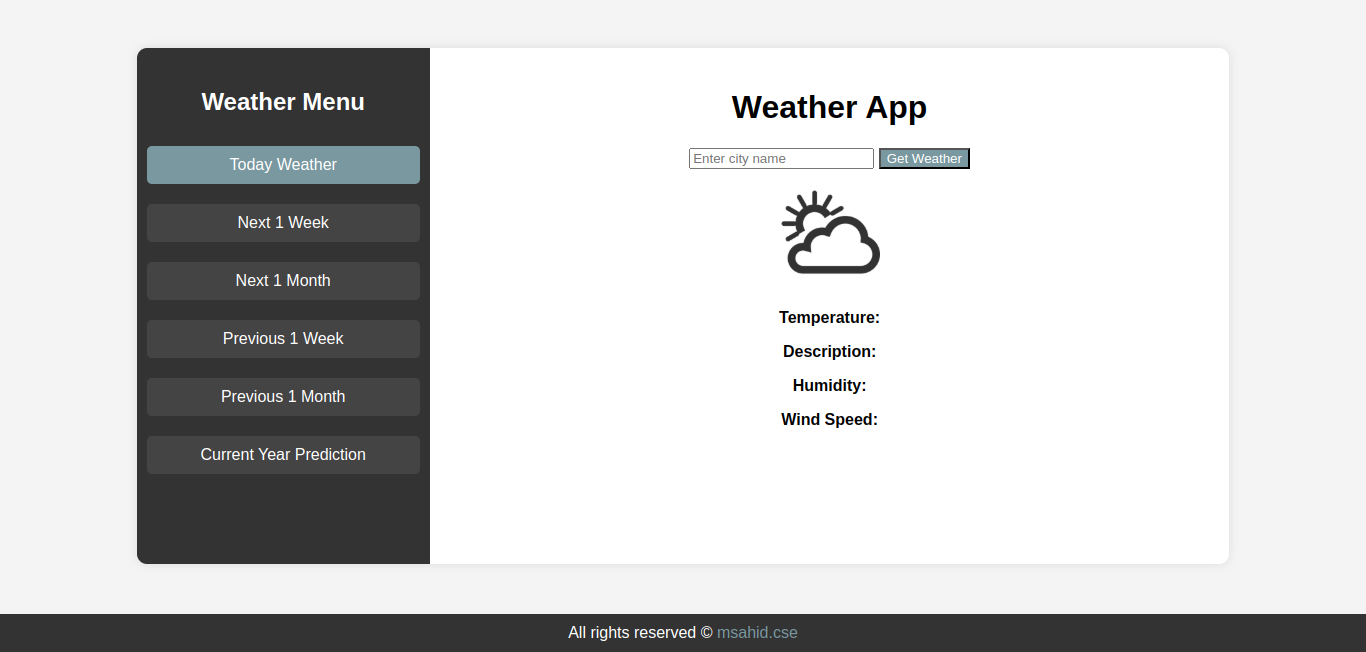 Weather Menu
Today Weather
Next 1 Week
Next 1 Month
Previous 1 Week
Previous 1 Month
Current Year Prediction
Weather App
Enter city name Get Weather
Temperature:
Description:
Humidity:
Wind Speed:
All rights reserved © msahid.cse